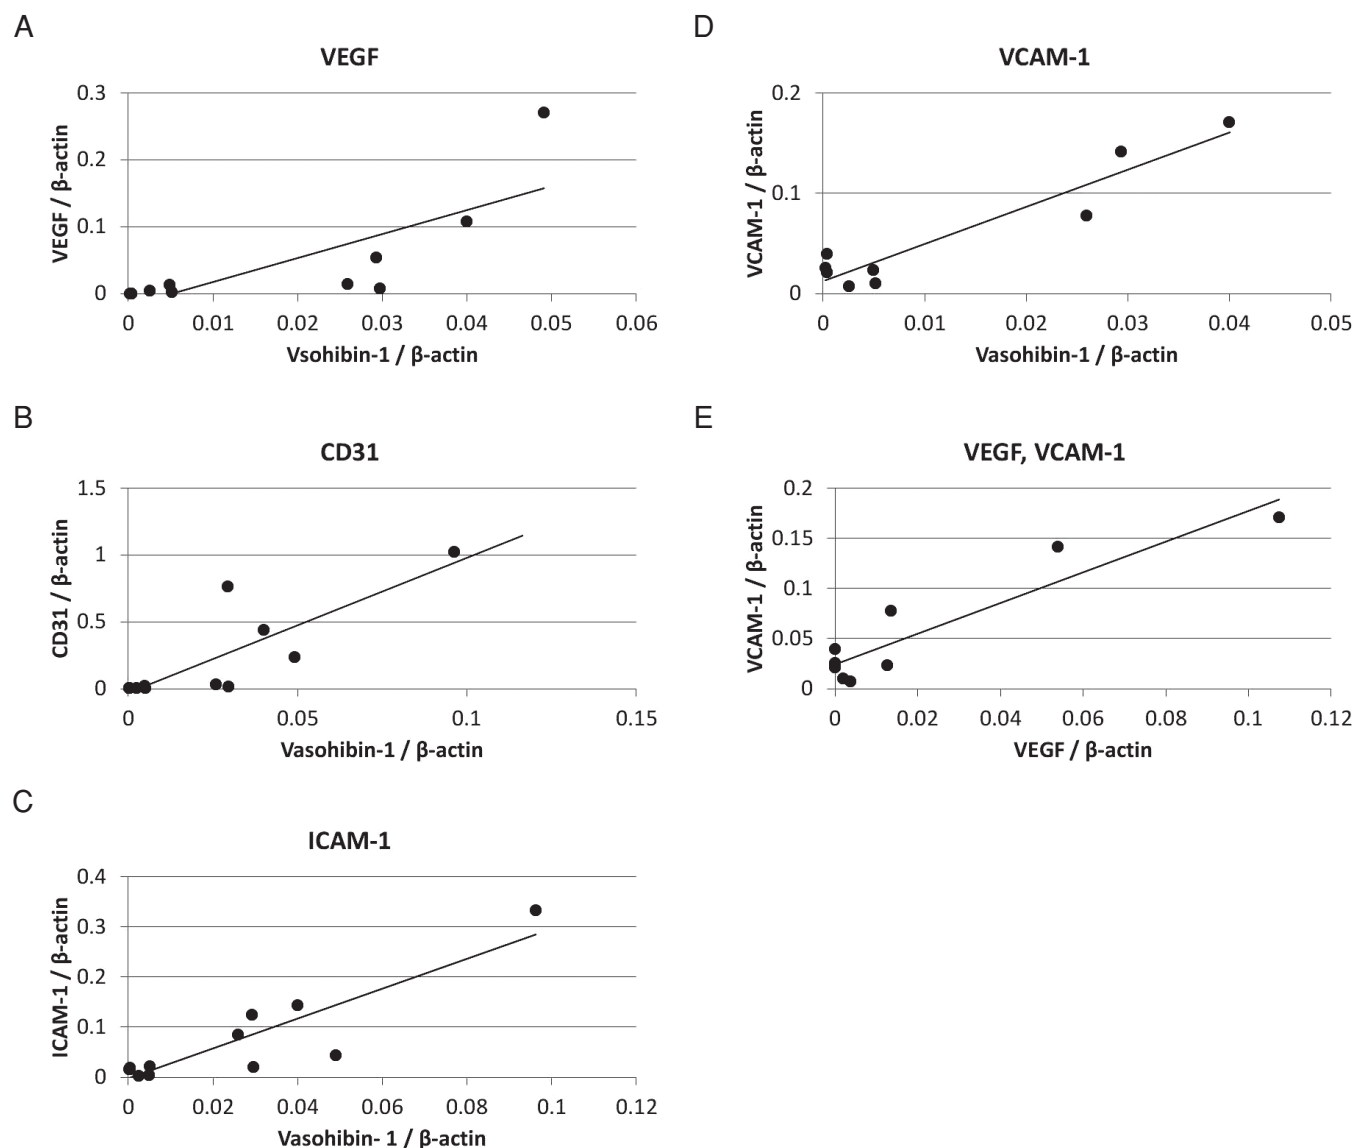 A
VEGF
VEGF / β-actin
0.3
0.2
0.1
0
0 0.01 0.02 0.03 0.04 0.05 0.06
Vsohibin-1 / β-actin
B
CD31
CD31 / β-actin
1.5
1
0.5
0
0 0.05 0.1 0.15
Vasohibin-1 / β-actin
C
ICAM-1
ICAM-1 / β-actin
0.4
0.3
0.2
0.1
0
0 0.02 0.04 0.06 0.08 0.1 0.12
Vasohibin- 1 / β-actin
D
VCAM-1
VCAM-1 / β-actin
0.2
0.1
0
0 0.01 0.02 0.03 0.04 0.05
Vasohibin-1 / β-actin
E
VEGF, VCAM-1
VCAM-1 / β-actin
0.2
0.15
0.1
0.05
0
0 0.02 0.04 0.06 0.08 0.1 0.12
VEGF / β-actin